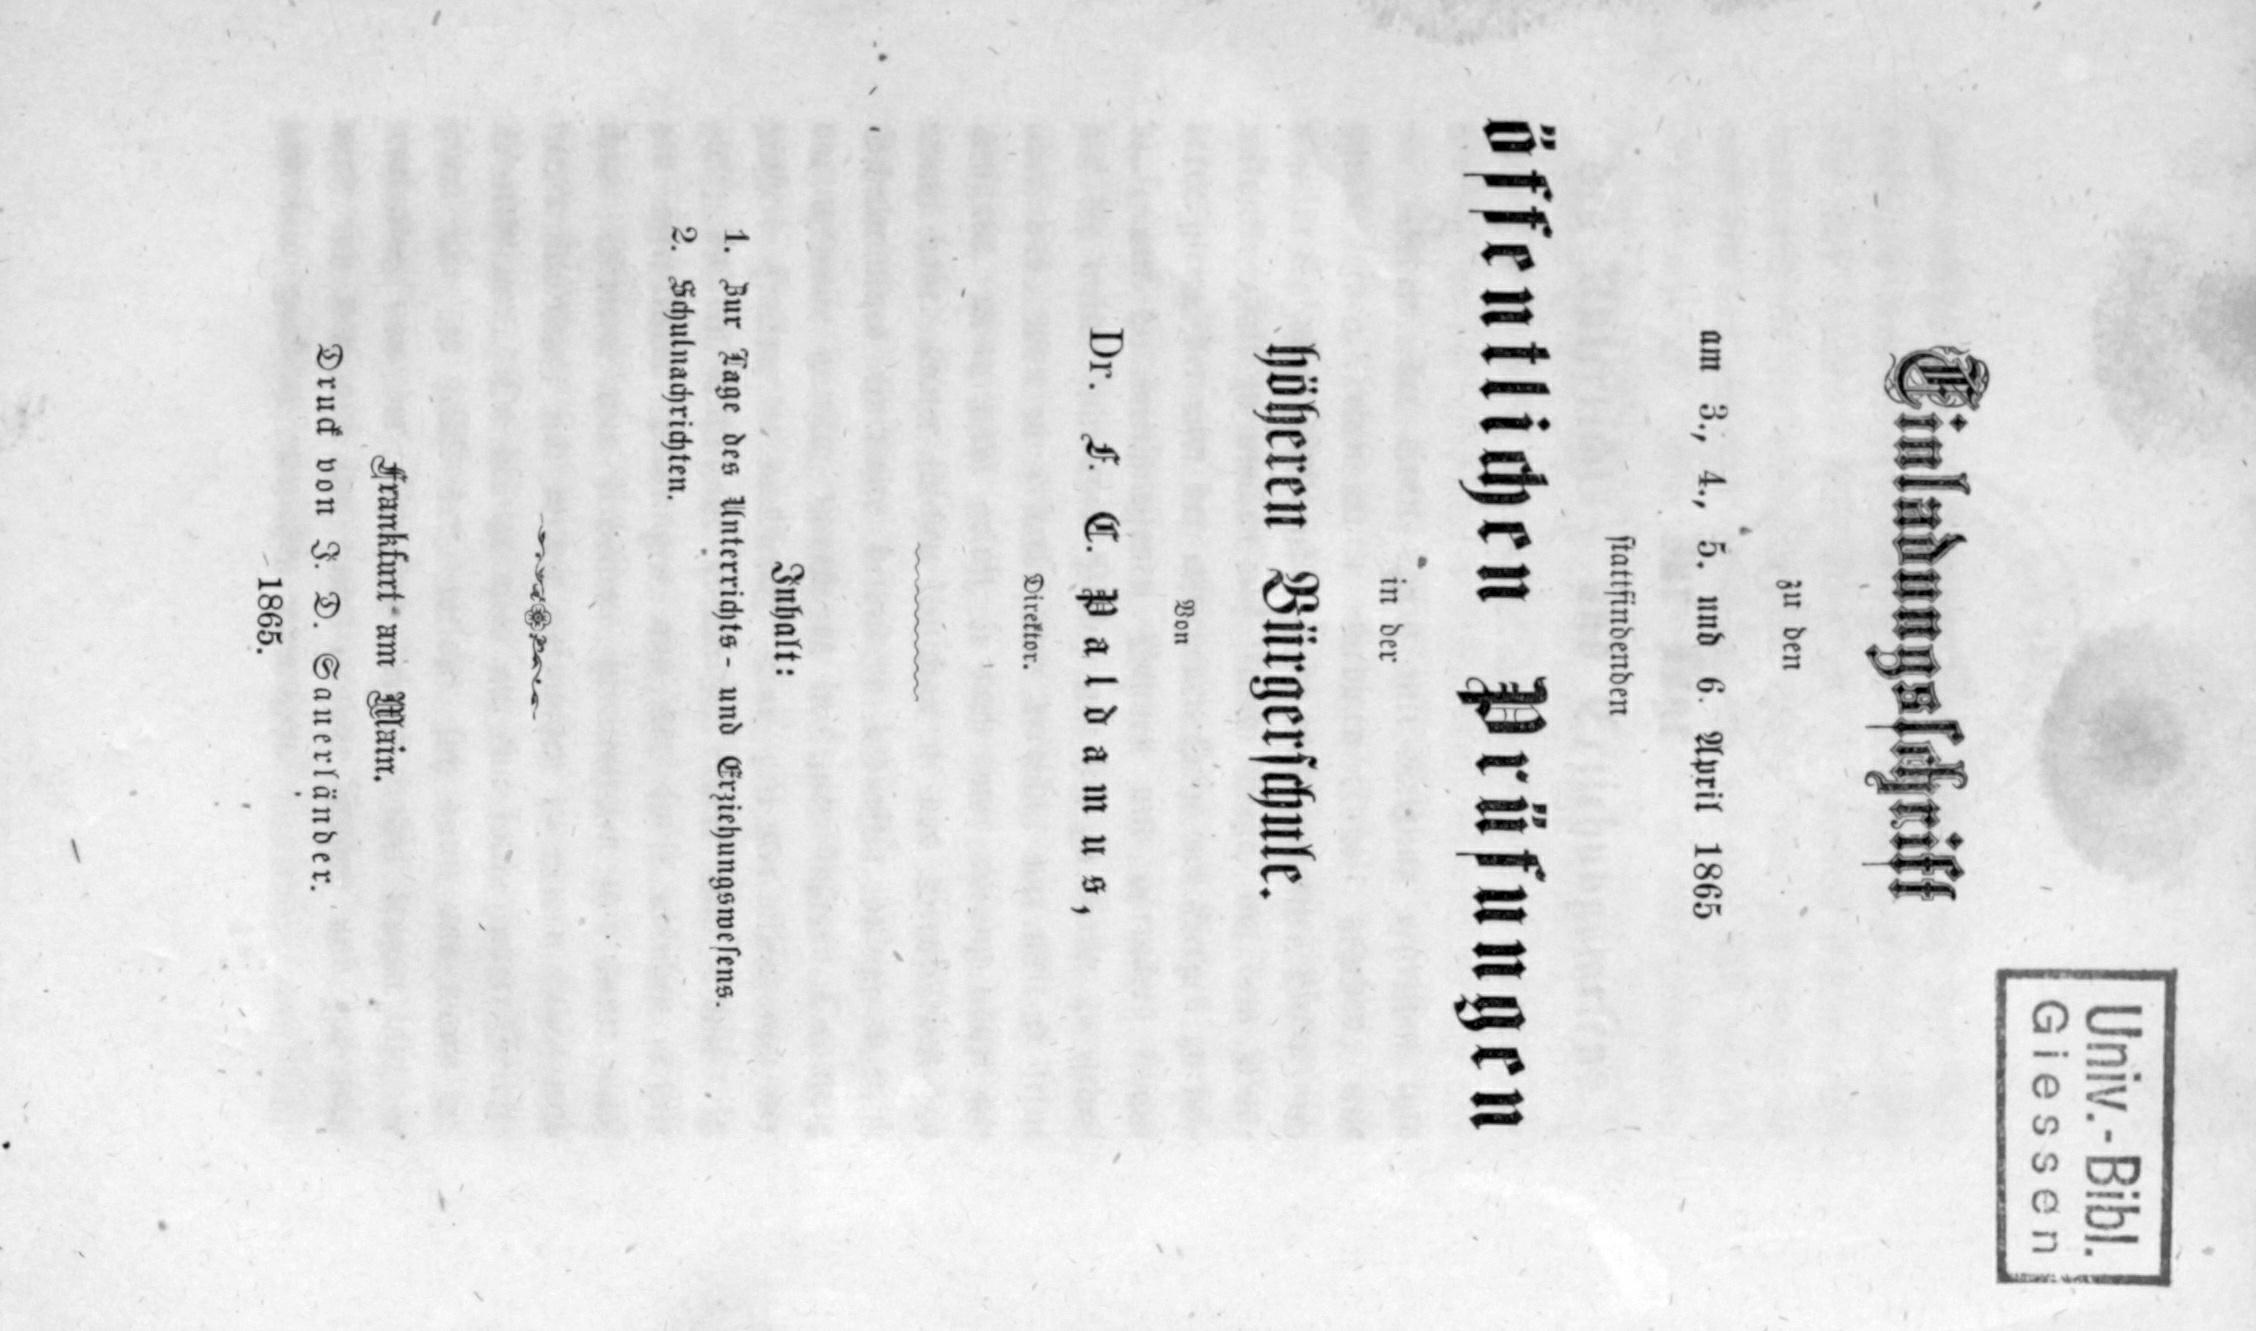 Univ.-Bibl.
Giessen
Einladungsschrift
zu den
am 3., 4., 5. und 6. April 1865
stattfindenden
öffentlichen Prüfungen
in der
höheren Bürgerschule.
Von
Dr. F. C. Paldamus,
Direktor.
Inhalt:
1. Zur Lage des Unterrichts- und Erziehungswesens.
2. Schulnachrichten.
Frankfurt am Main.
Druck von J. D. Sauerländer.
1865.